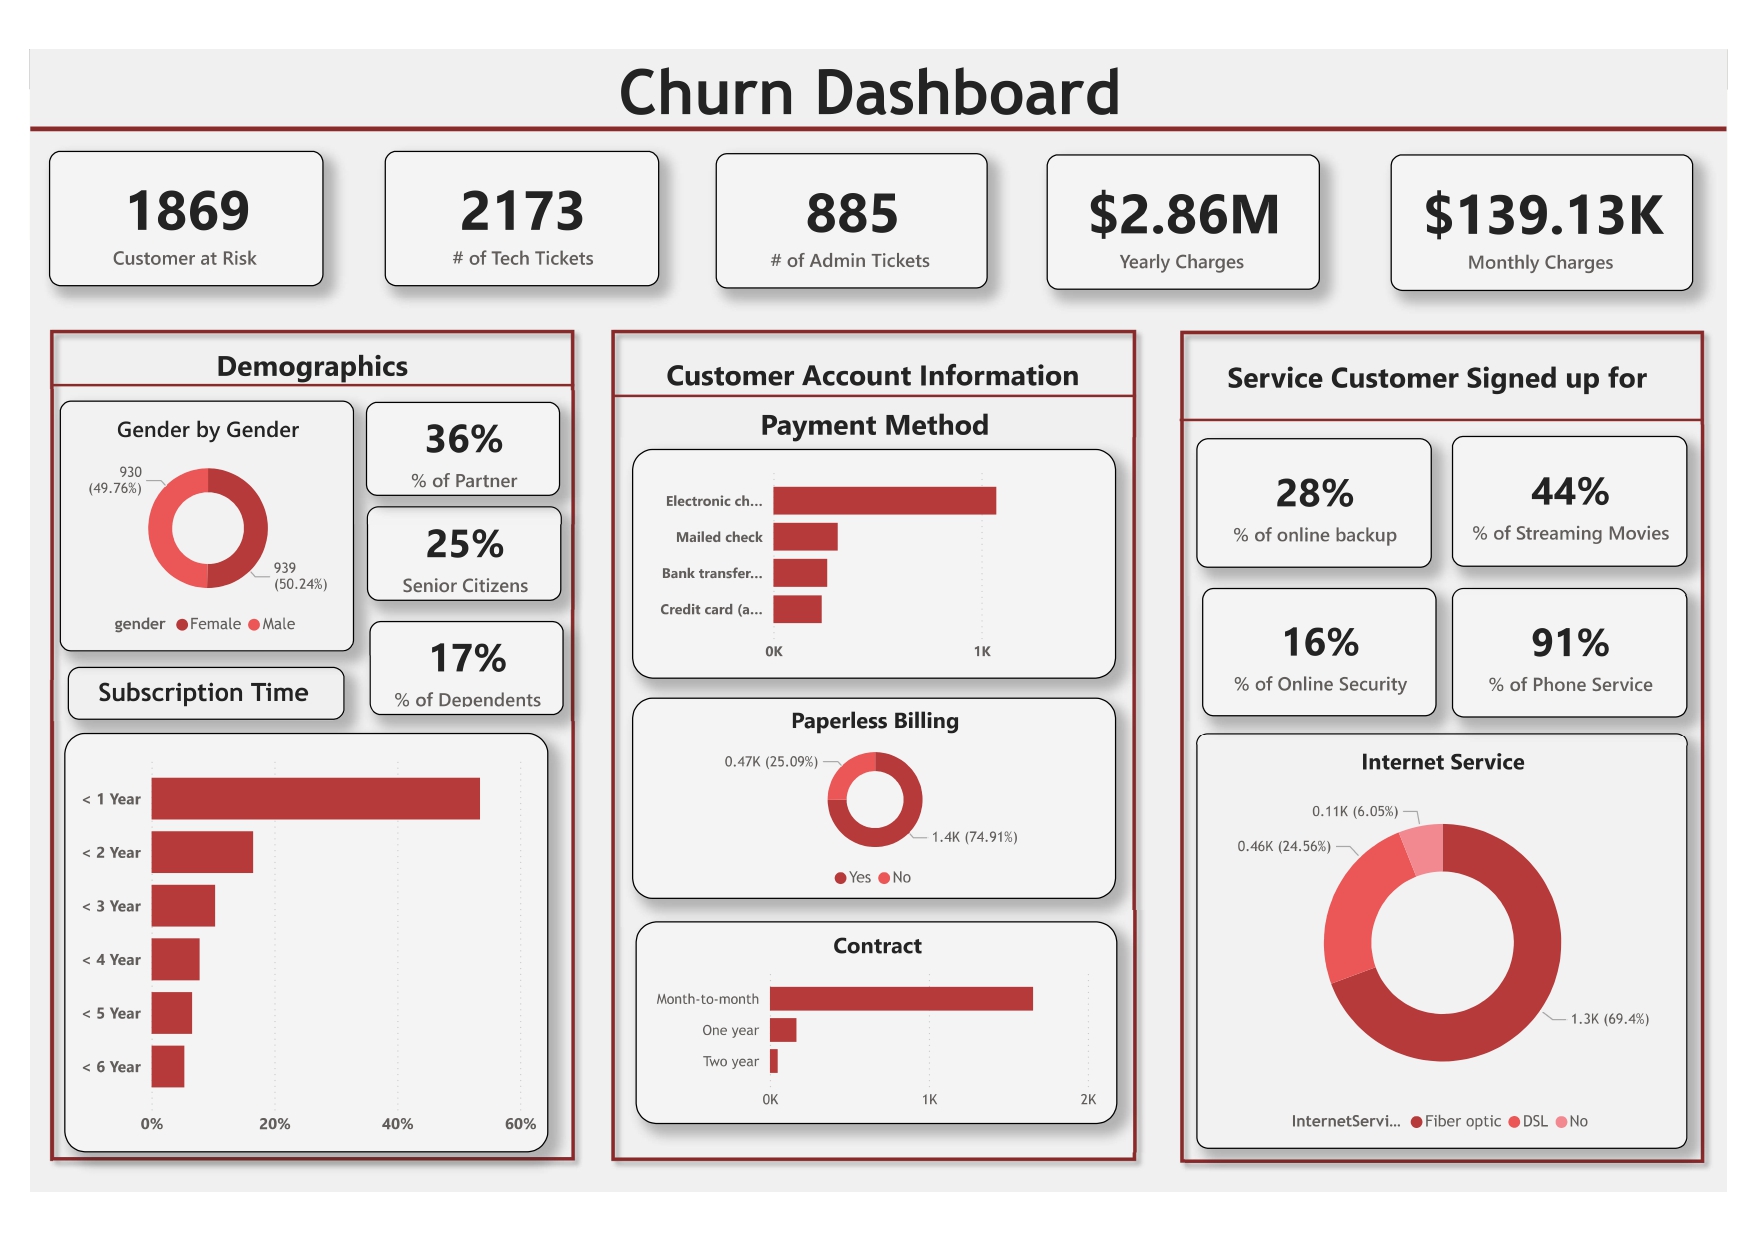 Churn Dashboard
1869
Customer at Risk
2173
# of Tech Tickets
885
# of Admin Tickets
$2.86M
Yearly Charges
$139.13K
Monthly Charges
Demographics
Gender by Gender
930
(49.76%)
939
(50.24%)
gender Female Male
36%
% of Partner
25%
Senior Citizens
17%
% of Dependents
Subscription Time
< 1 Year
< 2 Year
< 3 Year
< 4 Year
< 5 Year
< 6 Year
0% 20% 40% 60%
Customer Account Information
Payment Method
Electronic ch...
Mailed check
Bank transfer...
Credit card (a...
0K 1K
Paperless Billing
0.47K (25.09%)
1.4K (74.91%)
Yes No
Contract
Month-to-month
One year
Two year
0K 1K 2K
Service Customer Signed up for
28%
% of online backup
44%
% of Streaming Movies
16%
% of Online Security
91%
% of Phone Service
Internet Service
0.11K (6.05%)
0.46K (24.56%)
1.3K (69.4%)
InternetServi... Fiber optic DSL No